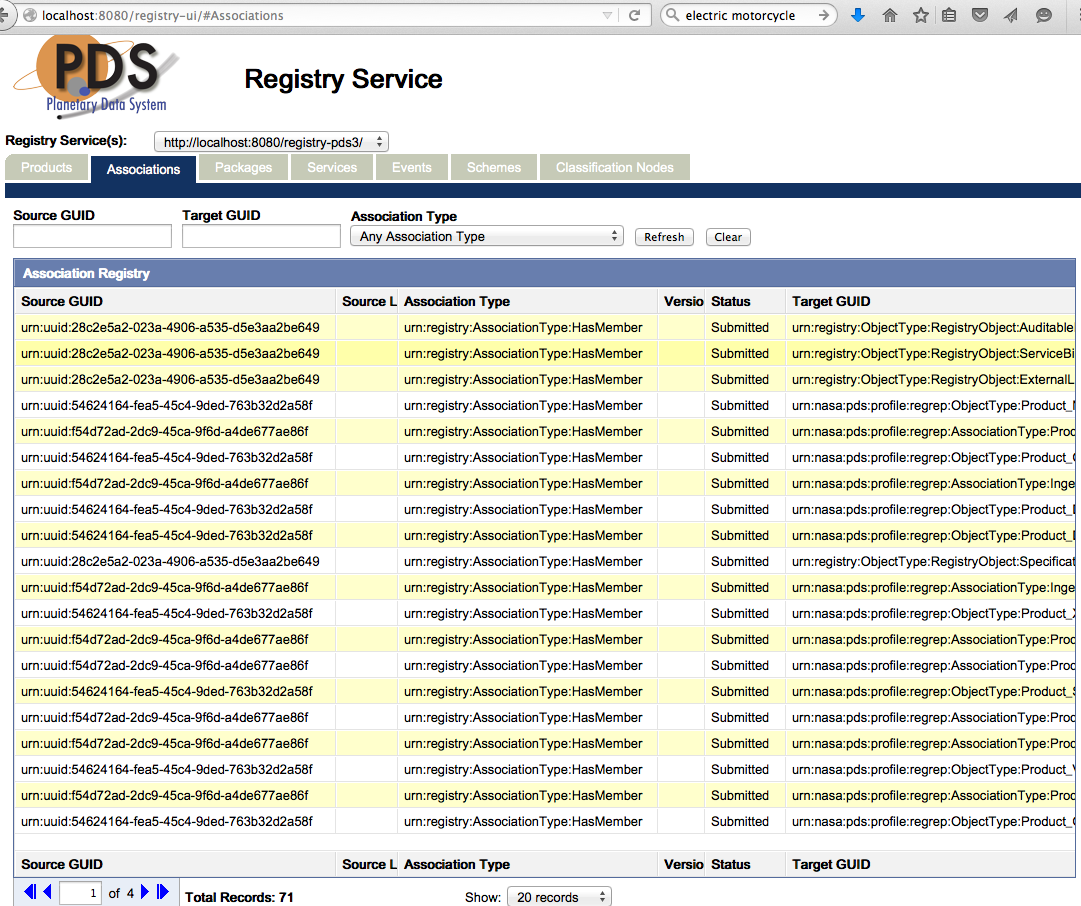 localhost:8080/registry-ui/#Associations electric motorcycle
PDS
Planetary Data System
Registry Service
Registry Service(s): http://localhost:8080/registry-pds3/
Products Associations Packages Services Events Schemes Classification Nodes
Source GUID Target GUID Association Type
Any Association Type Refresh Clear
Association Registry
Source GUID Source L Association Type Versio Status Target GUID
urn:uuid:28c2e5a2-023a-4906-a535-d5e3aa2be649 urn:registry:AssociationType:HasMember Submitted urn:registry:ObjectType:RegistryObject:Auditable
urn:uuid:28c2e5a2-023a-4906-a535-d5e3aa2be649 urn:registry:AssociationType:HasMember Submitted urn:registry:ObjectType:RegistryObject:ServiceBi
urn:uuid:28c2e5a2-023a-4906-a535-d5e3aa2be649 urn:registry:AssociationType:HasMember Submitted urn:registry:ObjectType:RegistryObject:ExternalL
urn:uuid:54624164-fea5-45c4-9ded-763b32d2a58f urn:registry:AssociationType:HasMember Submitted urn:nasa:pds:profile:regrep:ObjectType:Product_
urn:uuid:f54d72ad-2dc9-45ca-9f6d-a4de677ae86f urn:registry:AssociationType:HasMember Submitted urn:nasa:pds:profile:regrep:AssociationType:Proc
urn:uuid:54624164-fea5-45c4-9ded-763b32d2a58f urn:registry:AssociationType:HasMember Submitted urn:nasa:pds:profile:regrep:ObjectType:Product_
urn:uuid:f54d72ad-2dc9-45ca-9f6d-a4de677ae86f urn:registry:AssociationType:HasMember Submitted urn:nasa:pds:profile:regrep:AssociationType:Inge
urn:uuid:54624164-fea5-45c4-9ded-763b32d2a58f urn:registry:AssociationType:HasMember Submitted urn:nasa:pds:profile:regrep:ObjectType:Product_
urn:uuid:54624164-fea5-45c4-9ded-763b32d2a58f urn:registry:AssociationType:HasMember Submitted urn:nasa:pds:profile:regrep:ObjectType:Product_
urn:uuid:28c2e5a2-023a-4906-a535-d5e3aa2be649 urn:registry:AssociationType:HasMember Submitted urn:registry:ObjectType:RegistryObject:Specificat
urn:uuid:f54d72ad-2dc9-45ca-9f6d-a4de677ae86f urn:registry:AssociationType:HasMember Submitted urn:nasa:pds:profile:regrep:AssociationType:Inge
urn:uuid:54624164-fea5-45c4-9ded-763b32d2a58f urn:registry:AssociationType:HasMember Submitted urn:nasa:pds:profile:regrep:ObjectType:Product_X
urn:uuid:f54d72ad-2dc9-45ca-9f6d-a4de677ae86f urn:registry:AssociationType:HasMember Submitted urn:nasa:pds:profile:regrep:AssociationType:Proc
urn:uuid:f54d72ad-2dc9-45ca-9f6d-a4de677ae86f urn:registry:AssociationType:HasMember Submitted urn:nasa:pds:profile:regrep:AssociationType:Proc
urn:uuid:54624164-fea5-45c4-9ded-763b32d2a58f urn:registry:AssociationType:HasMember Submitted urn:nasa:pds:profile:regrep:ObjectType:Product_S
urn:uuid:f54d72ad-2dc9-45ca-9f6d-a4de677ae86f urn:registry:AssociationType:HasMember Submitted urn:nasa:pds:profile:regrep:AssociationType:Proc
urn:uuid:f54d72ad-2dc9-45ca-9f6d-a4de677ae86f urn:registry:AssociationType:HasMember Submitted urn:nasa:pds:profile:regrep:AssociationType:Proc
urn:uuid:54624164-fea5-45c4-9ded-763b32d2a58f urn:registry:AssociationType:HasMember Submitted urn:nasa:pds:profile:regrep:ObjectType:Product_V
urn:uuid:f54d72ad-2dc9-45ca-9f6d-a4de677ae86f urn:registry:AssociationType:HasMember Submitted urn:nasa:pds:profile:regrep:AssociationType:Proc
urn:uuid:54624164-fea5-45c4-9ded-763b32d2a58f urn:registry:AssociationType:HasMember Submitted urn:nasa:pds:profile:regrep:ObjectType:Product_
Source GUID Source L Association Type Versio Status Target GUID
1 of 4 Total Records: 71 Show: 20 records